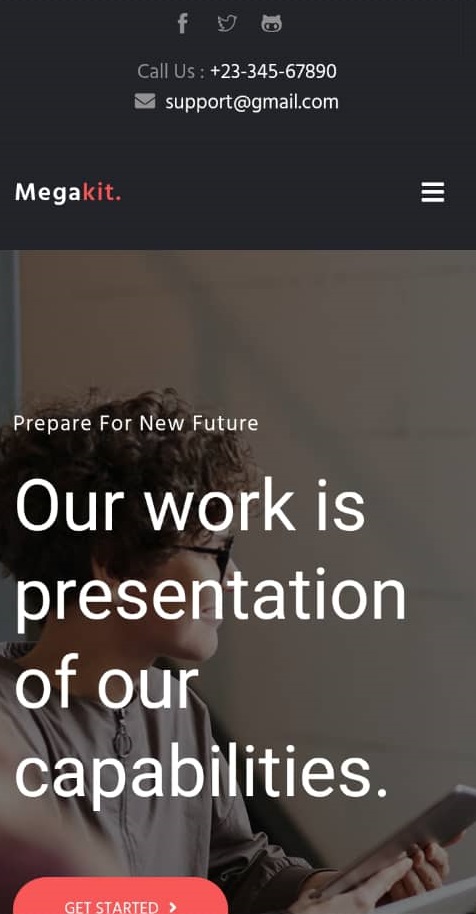 Call Us : +23-345-67890
support@gmail.com
Megakit.
Prepare For New Future
Our work is
presentation
of our
capabilities.
GET STARTED